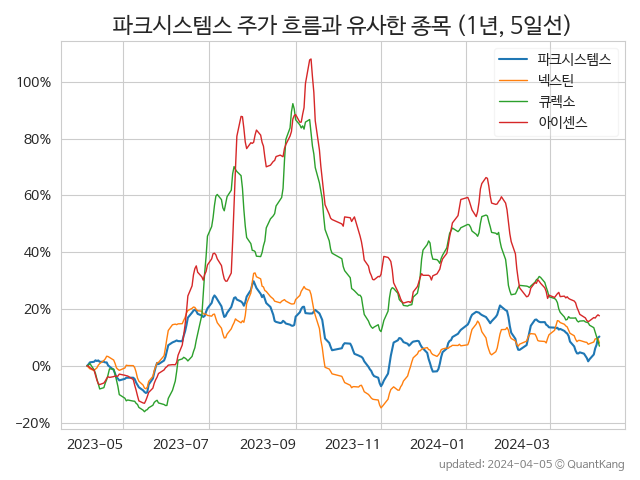 파크시스템스 주가 흐름과 유사한 종목 (1년, 5일선)
파크시스템스
넥스틴
큐렉소
아이센스
100%
80%
60%
40%
20%
0%
−20%
2023-05
2023-07
2023-09
2023-11
2024-01
2024-03
updated: 2024-04-05 © QuantKang